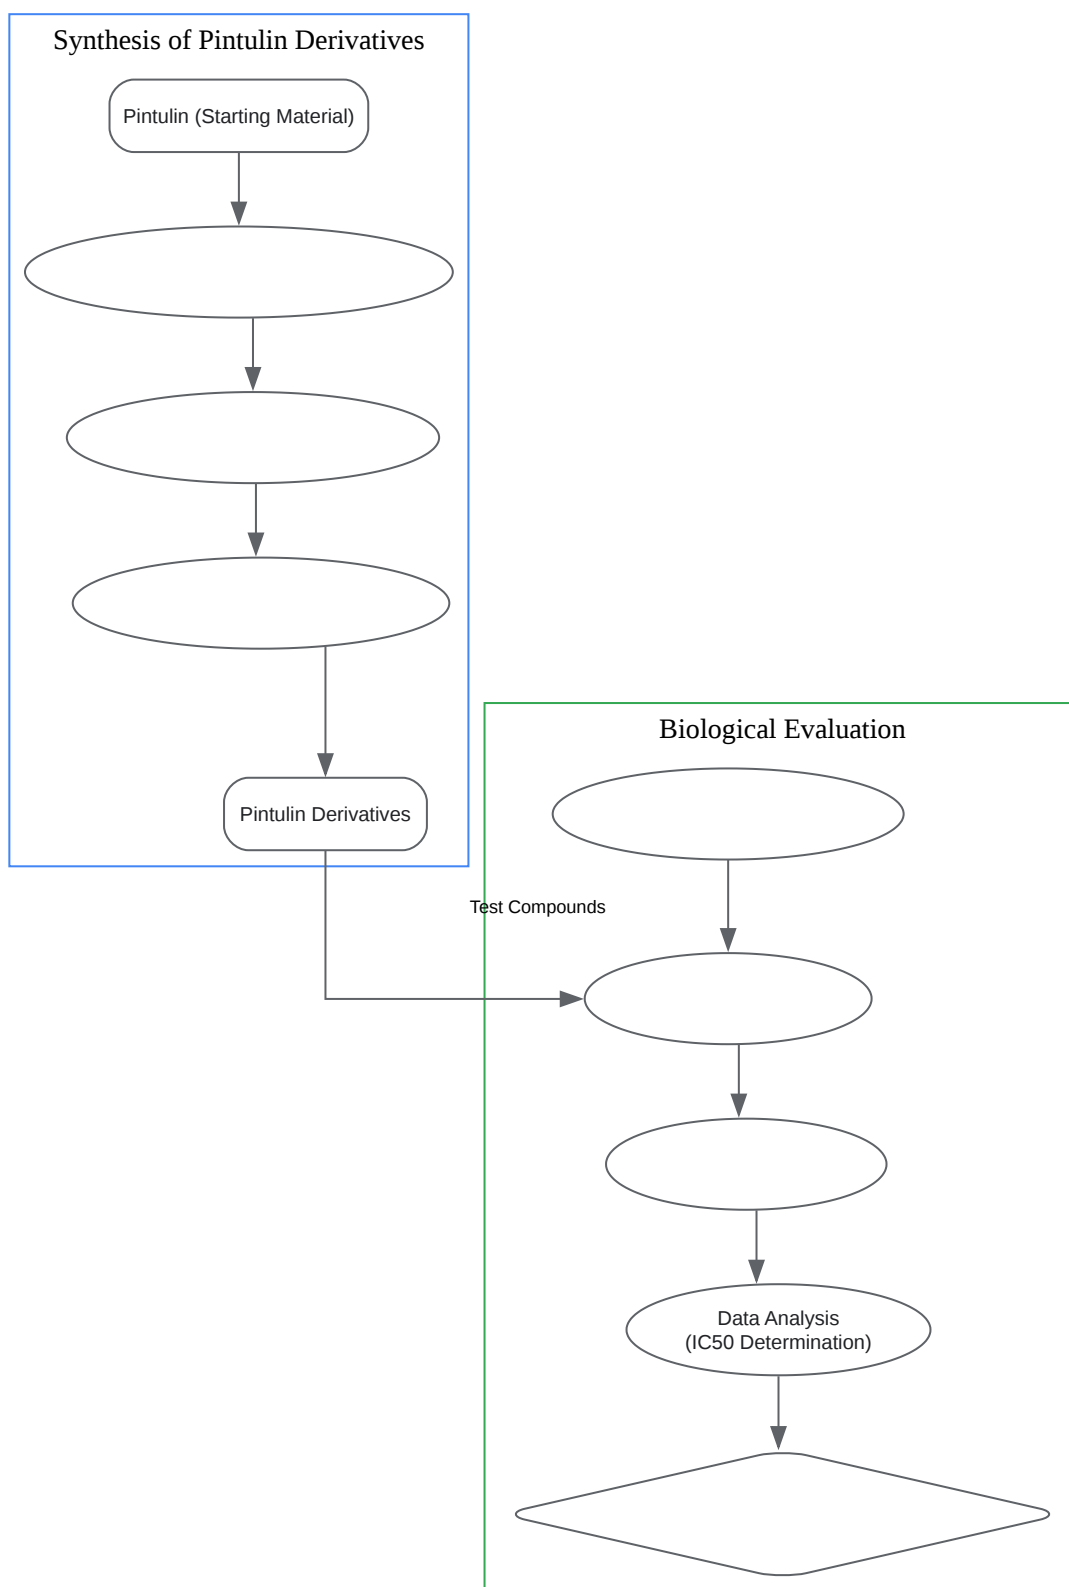 Synthesis of Pintulin Derivatives
Pintulin (Starting Material)
Pintulin Derivatives
Biological Evaluation
Test Compounds
Data Analysis
(IC50 Determination)